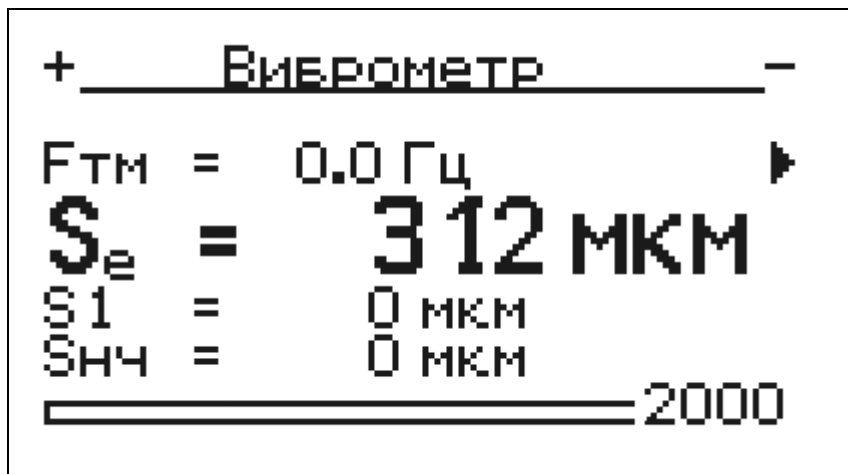 + Виброметр -
Fтм = 0.0 Гц
Se = 312 мкм
S1 = 0 мкм
Sнч = 0 мкм
2000